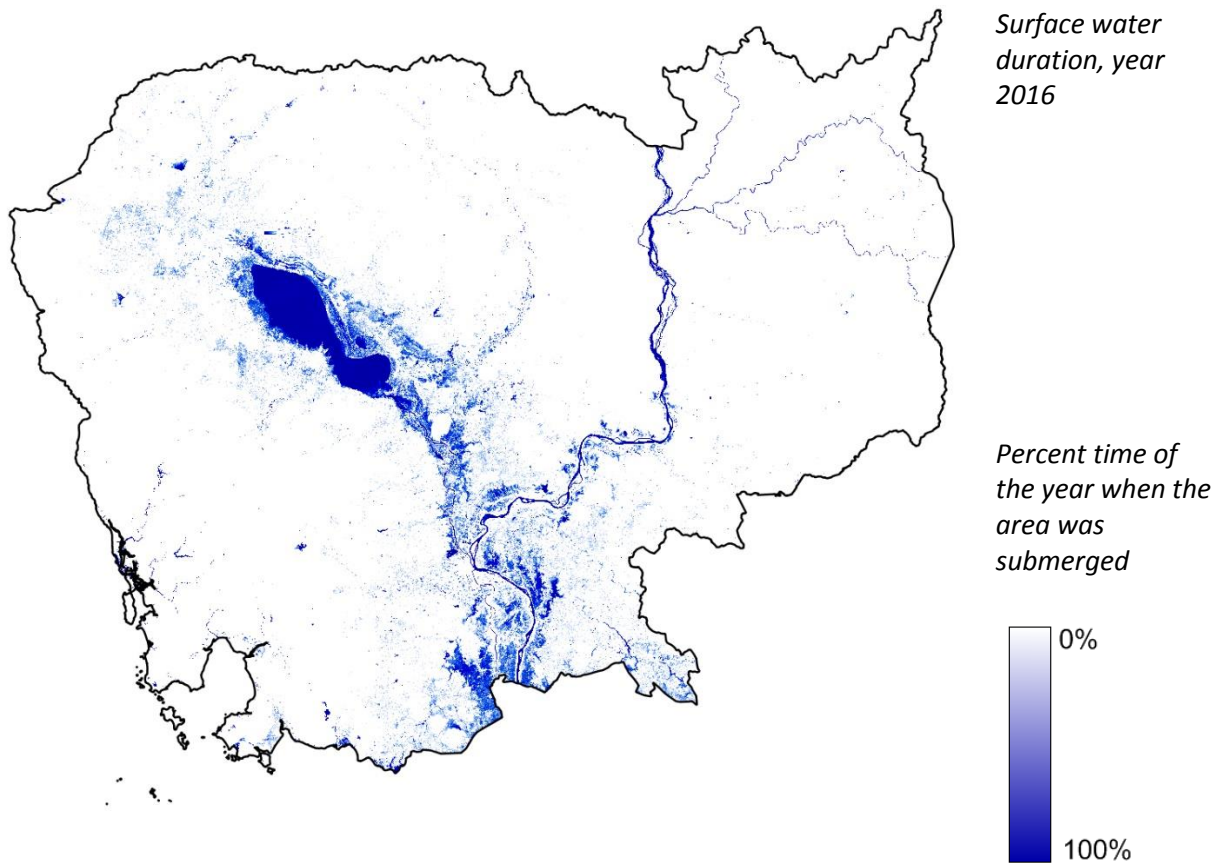 Surface water
duration, year
2016
Percent time of
the year when the
area was
submerged
0%
100%